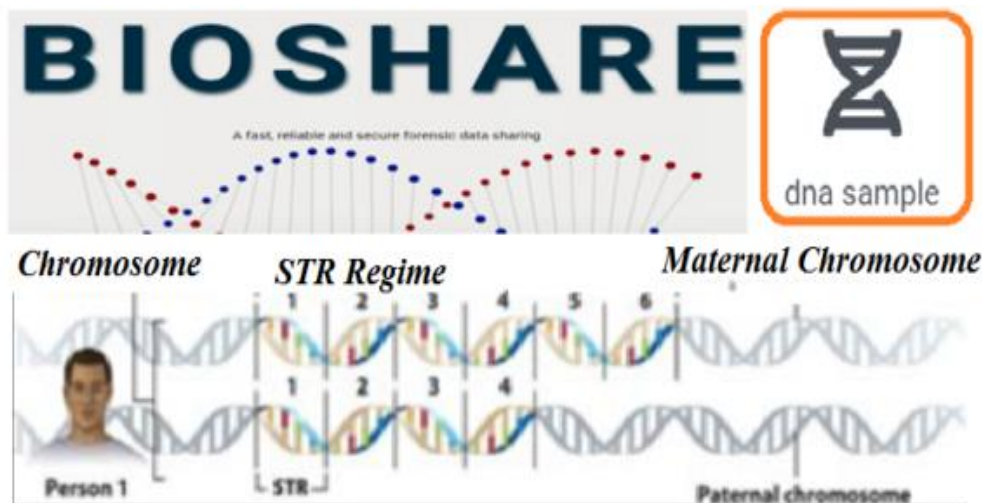 BIOSHARE
A fast, reliable and secure forensic data sharing
dna sample
Chromosome STR Regime Maternal Chromosome
1 2 3 4 5 6
1 2 3 4
Person 1 STR Paternal chromosome